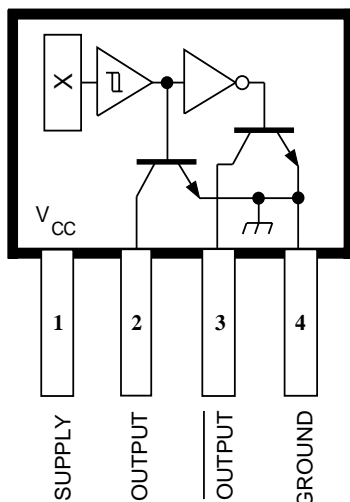 X
V CC
1 2 3 4
SUPPLY
OUTPUT
OUTPUT
GROUND